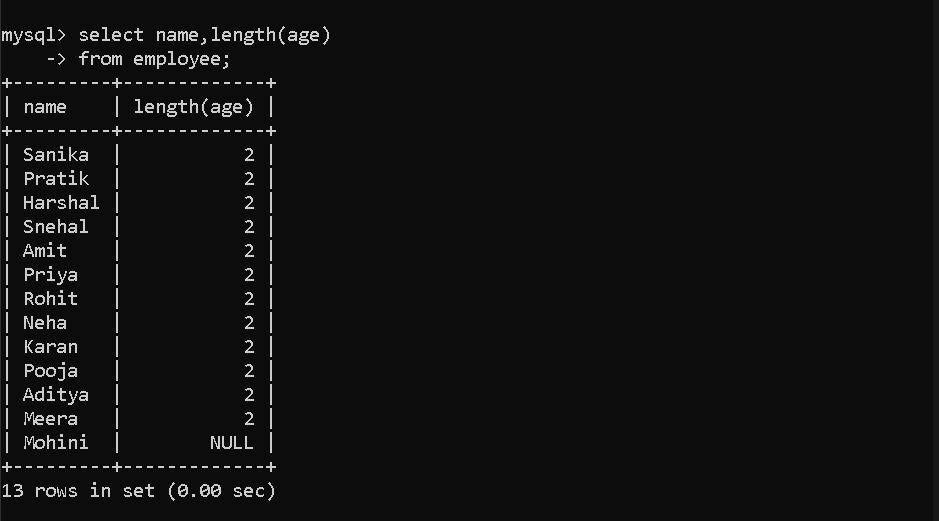 mysql> select name,length(age)
    -> from employee;
+---------+-------------+
| name    | length(age) |
+---------+-------------+
| Sanika  |           2 |
| Pratik  |           2 |
| Harshal |           2 |
| Snehal  |           2 |
| Amit    |           2 |
| Priya   |           2 |
| Rohit   |           2 |
| Neha    |           2 |
| Karan   |           2 |
| Pooja   |           2 |
| Aditya  |           2 |
| Meera   |           2 |
| Mohini  |        NULL |
+---------+-------------+
13 rows in set (0.00 sec)